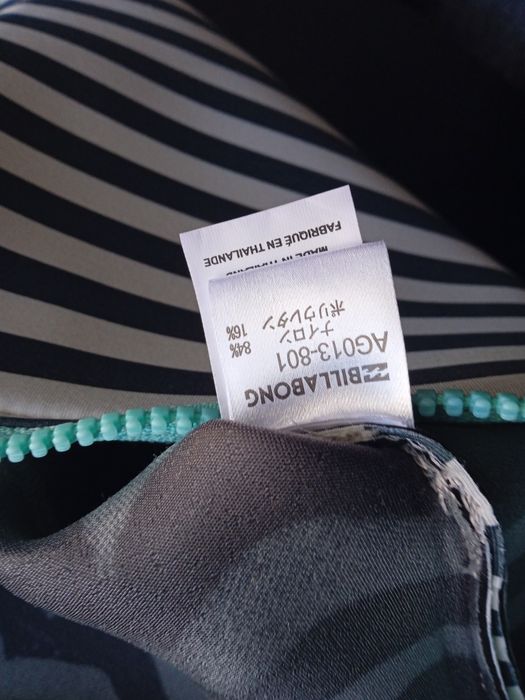 BILLABONG
AG013-801
ナイロン 84%
ポリウレタン 16%
MADE IN THAILAND
FABRIQUÉ EN THAÏLANDE